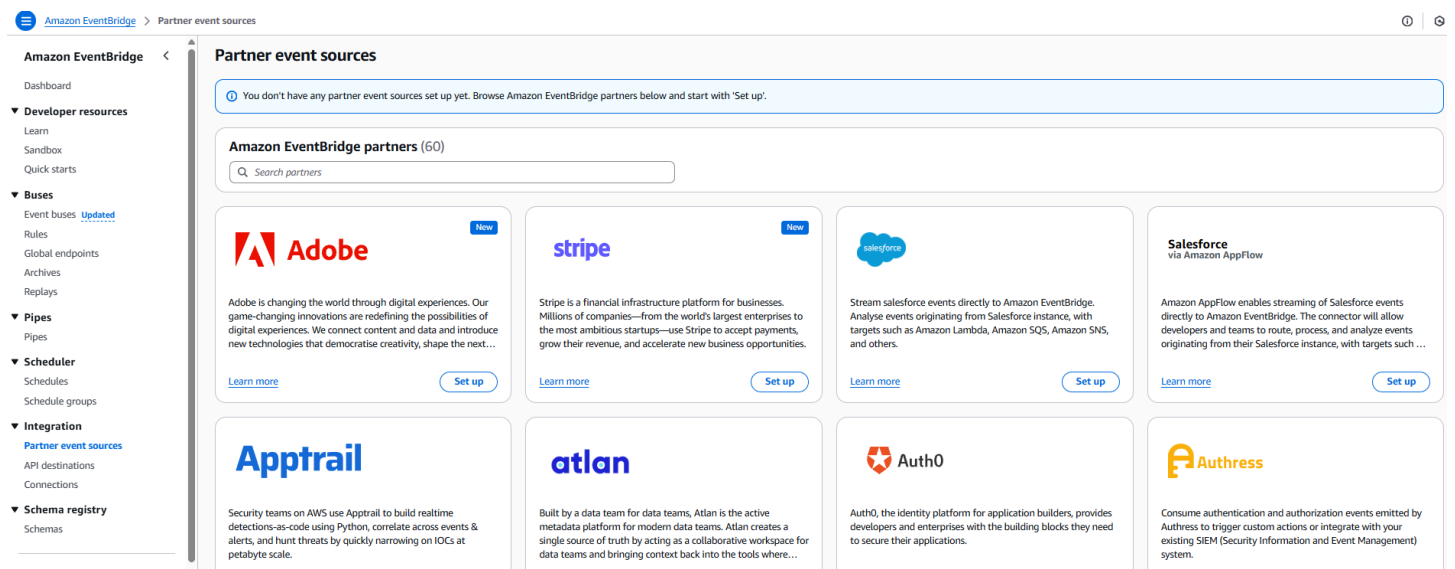 Amazon EventBridge > Partner event sources
Amazon EventBridge
Dashboard
Developer resources
Learn
Sandbox
Quick starts
Buses
Event buses Updated
Rules
Global endpoints
Archives
Replays
Pipes
Pipes
Scheduler
Schedules
Schedule groups
Integration
Partner event sources
API destinations
Connections
Schema registry
Schemas
Partner event sources
You don't have any partner event sources set up yet. Browse Amazon EventBridge partners below and start with 'Set up'.
Amazon EventBridge partners (60)
Search partners
New
Adobe
Adobe is changing the world through digital experiences. Our
game-changing innovations are redefining the possibilities of
digital experiences. We connect content and data and introduce
new technologies that democratise creativity, shape the next...
Learn more
Set up
New
stripe
Stripe is a financial infrastructure platform for businesses.
Millions of companies—from the world's largest enterprises to
the most ambitious startups—use Stripe to accept payments,
grow their revenue, and accelerate new business opportunities.
Learn more
Set up
salesforce
Stream salesforce events directly to Amazon EventBridge.
Analyse events originating from Salesforce instance, with
targets such as Amazon Lambda, Amazon SQS, Amazon SNS,
and others.
Learn more
Set up
Salesforce
via Amazon AppFlow
Amazon AppFlow enables streaming of Salesforce events
directly to Amazon EventBridge. The connector will allow
developers and teams to route, process, and analyze events
originating from their Salesforce instance, with targets such ...
Learn more
Set up
Apptrail
Security teams on AWS use Apptrail to build realtime
detections-as-code using Python, correlate across events &
alerts, and hunt threats by quickly narrowing on IOCs at
petabyte scale.
atlan
Built by a data team for data teams, Atlan is the active
metadata platform for modern data teams. Atlan creates a
single source of truth by acting as a collaborative workspace for
data teams and bringing context back into the tools where...
Auth0
Auth0, the identity platform for application builders, provides
developers and enterprises with the building blocks they need
to secure their applications.
Authress
Consume authentication and authorization events emitted by
Authress to trigger custom actions or integrate with your
existing SIEM (Security Information and Event Management)
system.